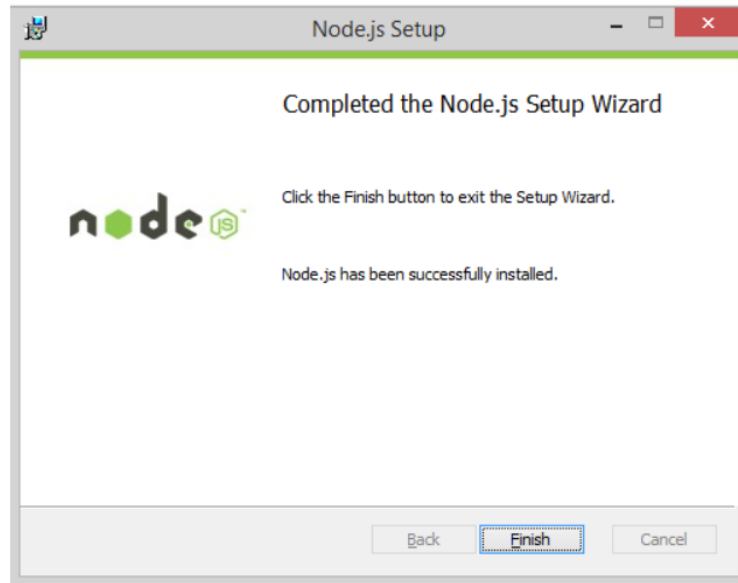 Node.js Setup
Completed the Node.js Setup Wizard
Click the Finish button to exit the Setup Wizard.
node JS
Node.js has been successfully installed.
Back Finish Cancel